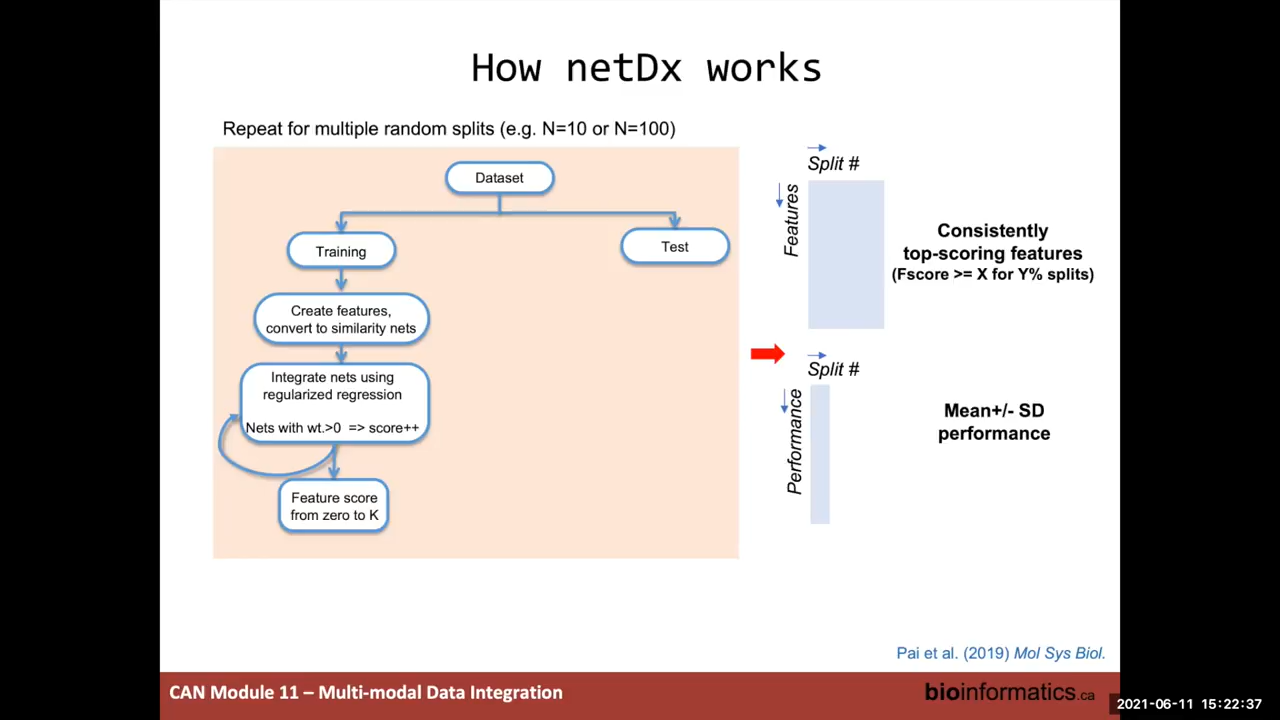 How netDx works
Repeat for multiple random splits (e.g. N=10 or N=100)
Dataset
Training
Test
Create features,
convert to similarity nets
Integrate nets using
regularized regression
Nets with wt.>0 => score++
Feature score
from zero to K
Split #
Features
Consistently
top-scoring features
(Fscore >= X for Y% splits)
Split #
Performance
Mean+/- SD
performance
Pai et al. (2019) Mol Sys Biol.
CAN Module 11 – Multi-modal Data Integration
bioinformatics.ca
2021-06-11 15:22:37